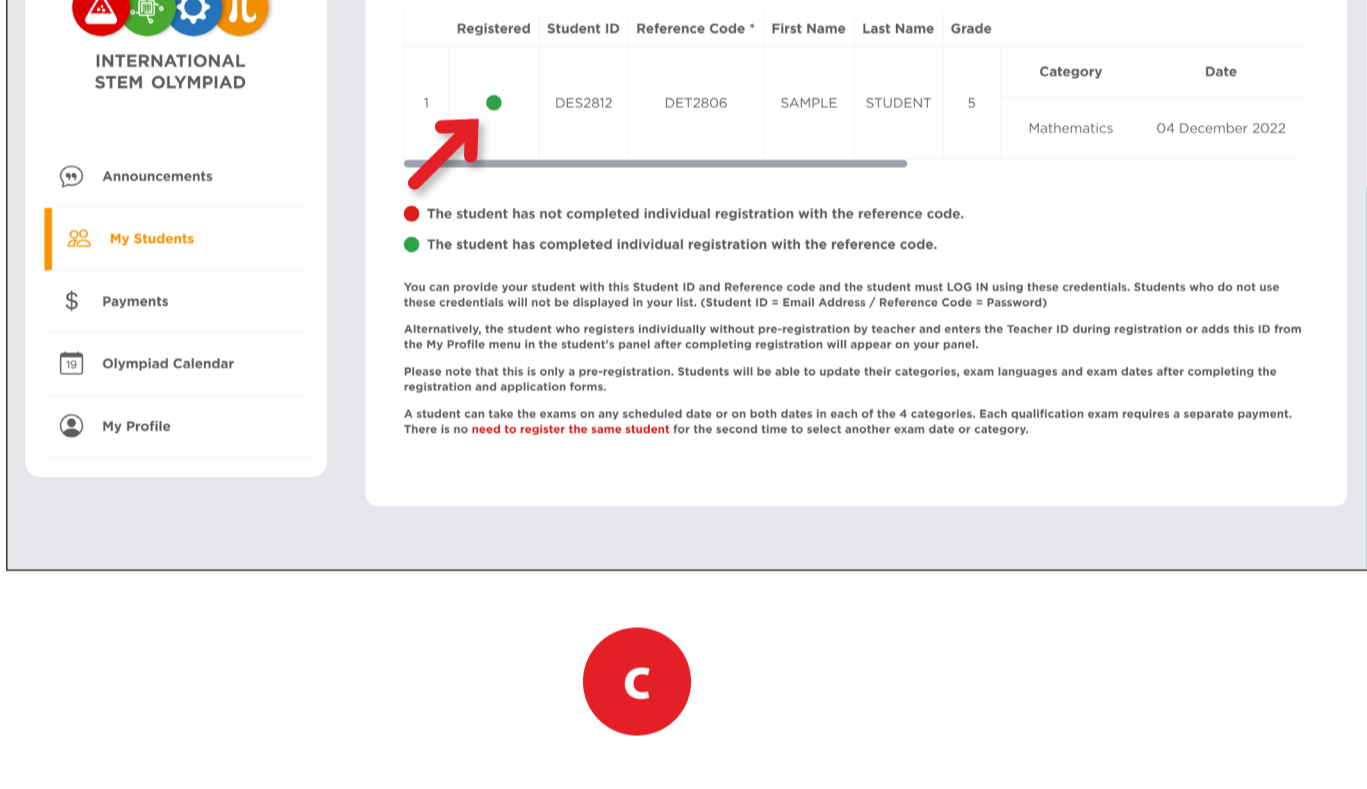 INTERNATIONAL
STEM OLYMPIAD
Announcements
My Students
Payments
19
Olympiad Calendar
My Profile
Registered Student ID Reference Code * First Name Last Name Grade
Category Date
1 DES2812 DET2806 SAMPLE STUDENT 5
Mathematics 04 December 2022
The student has not completed individual registration with the reference code.
The student has completed individual registration with the reference code.
You can provide your student with this Student ID and Reference code and the student must LOG IN using these credentials. Students who do not use
these credentials will not be displayed in your list. (Student ID = Email Address / Reference Code = Password)
Alternatively, the student who registers individually without pre-registration by teacher and enters the Teacher ID during registration or adds this ID from
the My Profile menu in the student's panel after completing registration will appear on your panel.
Please note that this is only a pre-registration. Students will be able to update their categories, exam languages and exam dates after completing the
registration and application forms.
A student can take the exams on any scheduled date or on both dates in each of the 4 categories. Each qualification exam requires a separate payment.
There is no need to register the same student for the second time to select another exam date or category.
C